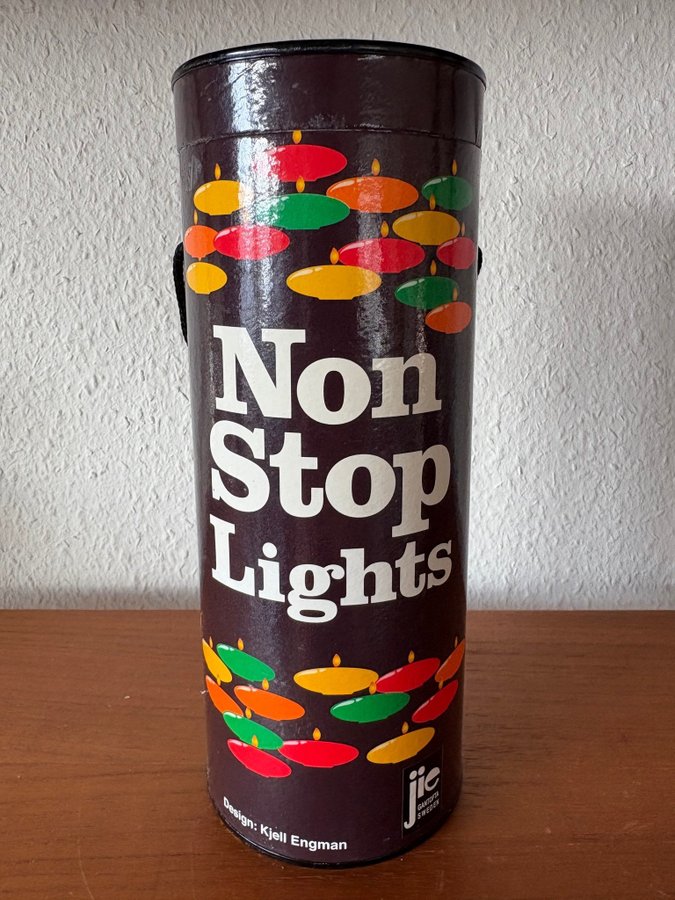 Non
Stop
Lights
jie
GANTOFTA
SWEDEN
Design: Kjell Engman